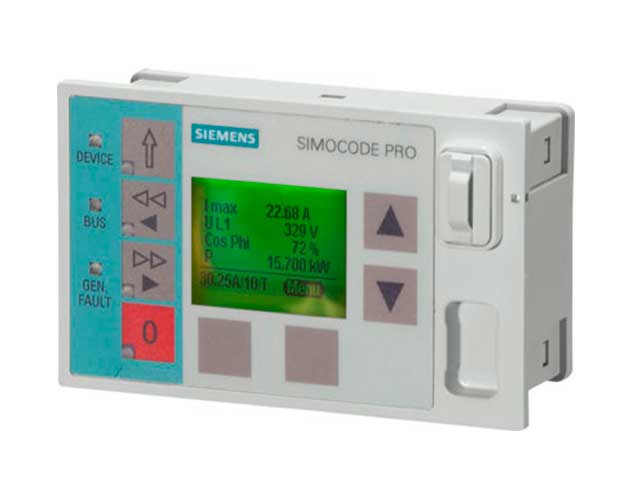 SIEMENS
SIMOCODE PRO
DEVICE
BUS
GEN.
FAULT
0
Imax 22.68 A
U L1 329 V
Cos Phi 72 %
P 15.700 kW
30.25A/10/T Menu